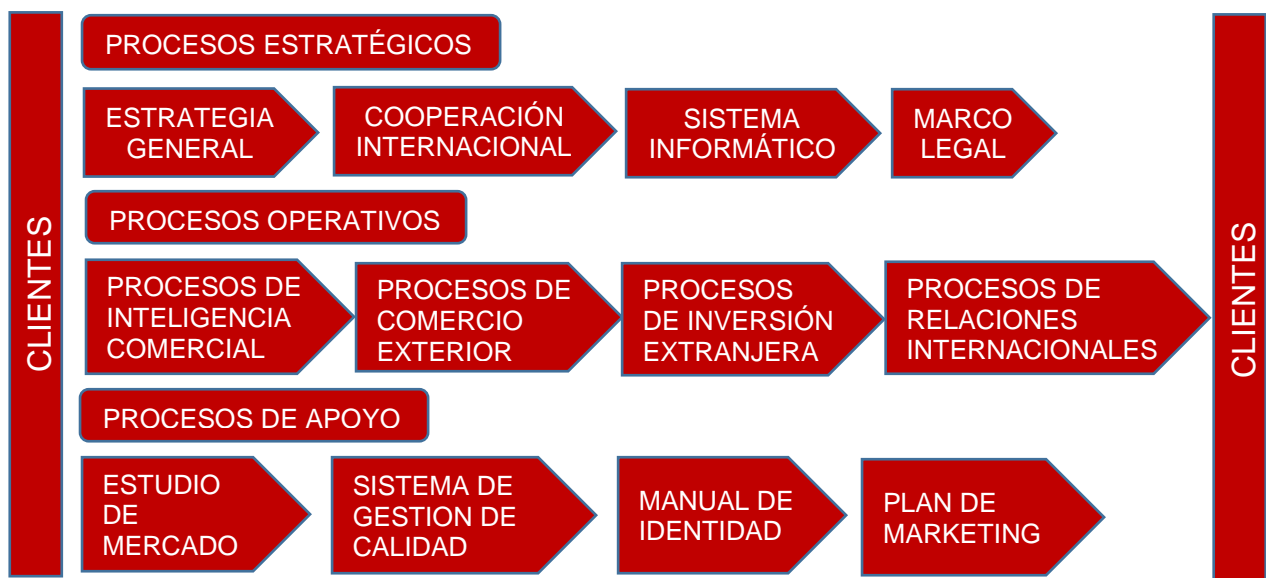 CLIENTES
PROCESOS ESTRATÉGICOS
ESTRATEGIA
GENERAL
COOPERACIÓN
INTERNACIONAL
SISTEMA
INFORMÁTICO
MARCO
LEGAL
PROCESOS OPERATIVOS
PROCESOS DE
INTELIGENCIA
COMERCIAL
PROCESOS DE
COMERCIO
EXTERIOR
PROCESOS
DE INVERSIÓN
EXTRANJERA
PROCESOS DE
RELACIONES
INTERNACIONALES
PROCESOS DE APOYO
ESTUDIO
DE
MERCADO
SISTEMA DE
GESTION DE
CALIDAD
MANUAL DE
IDENTIDAD
PLAN DE
MARKETING
CLIENTES